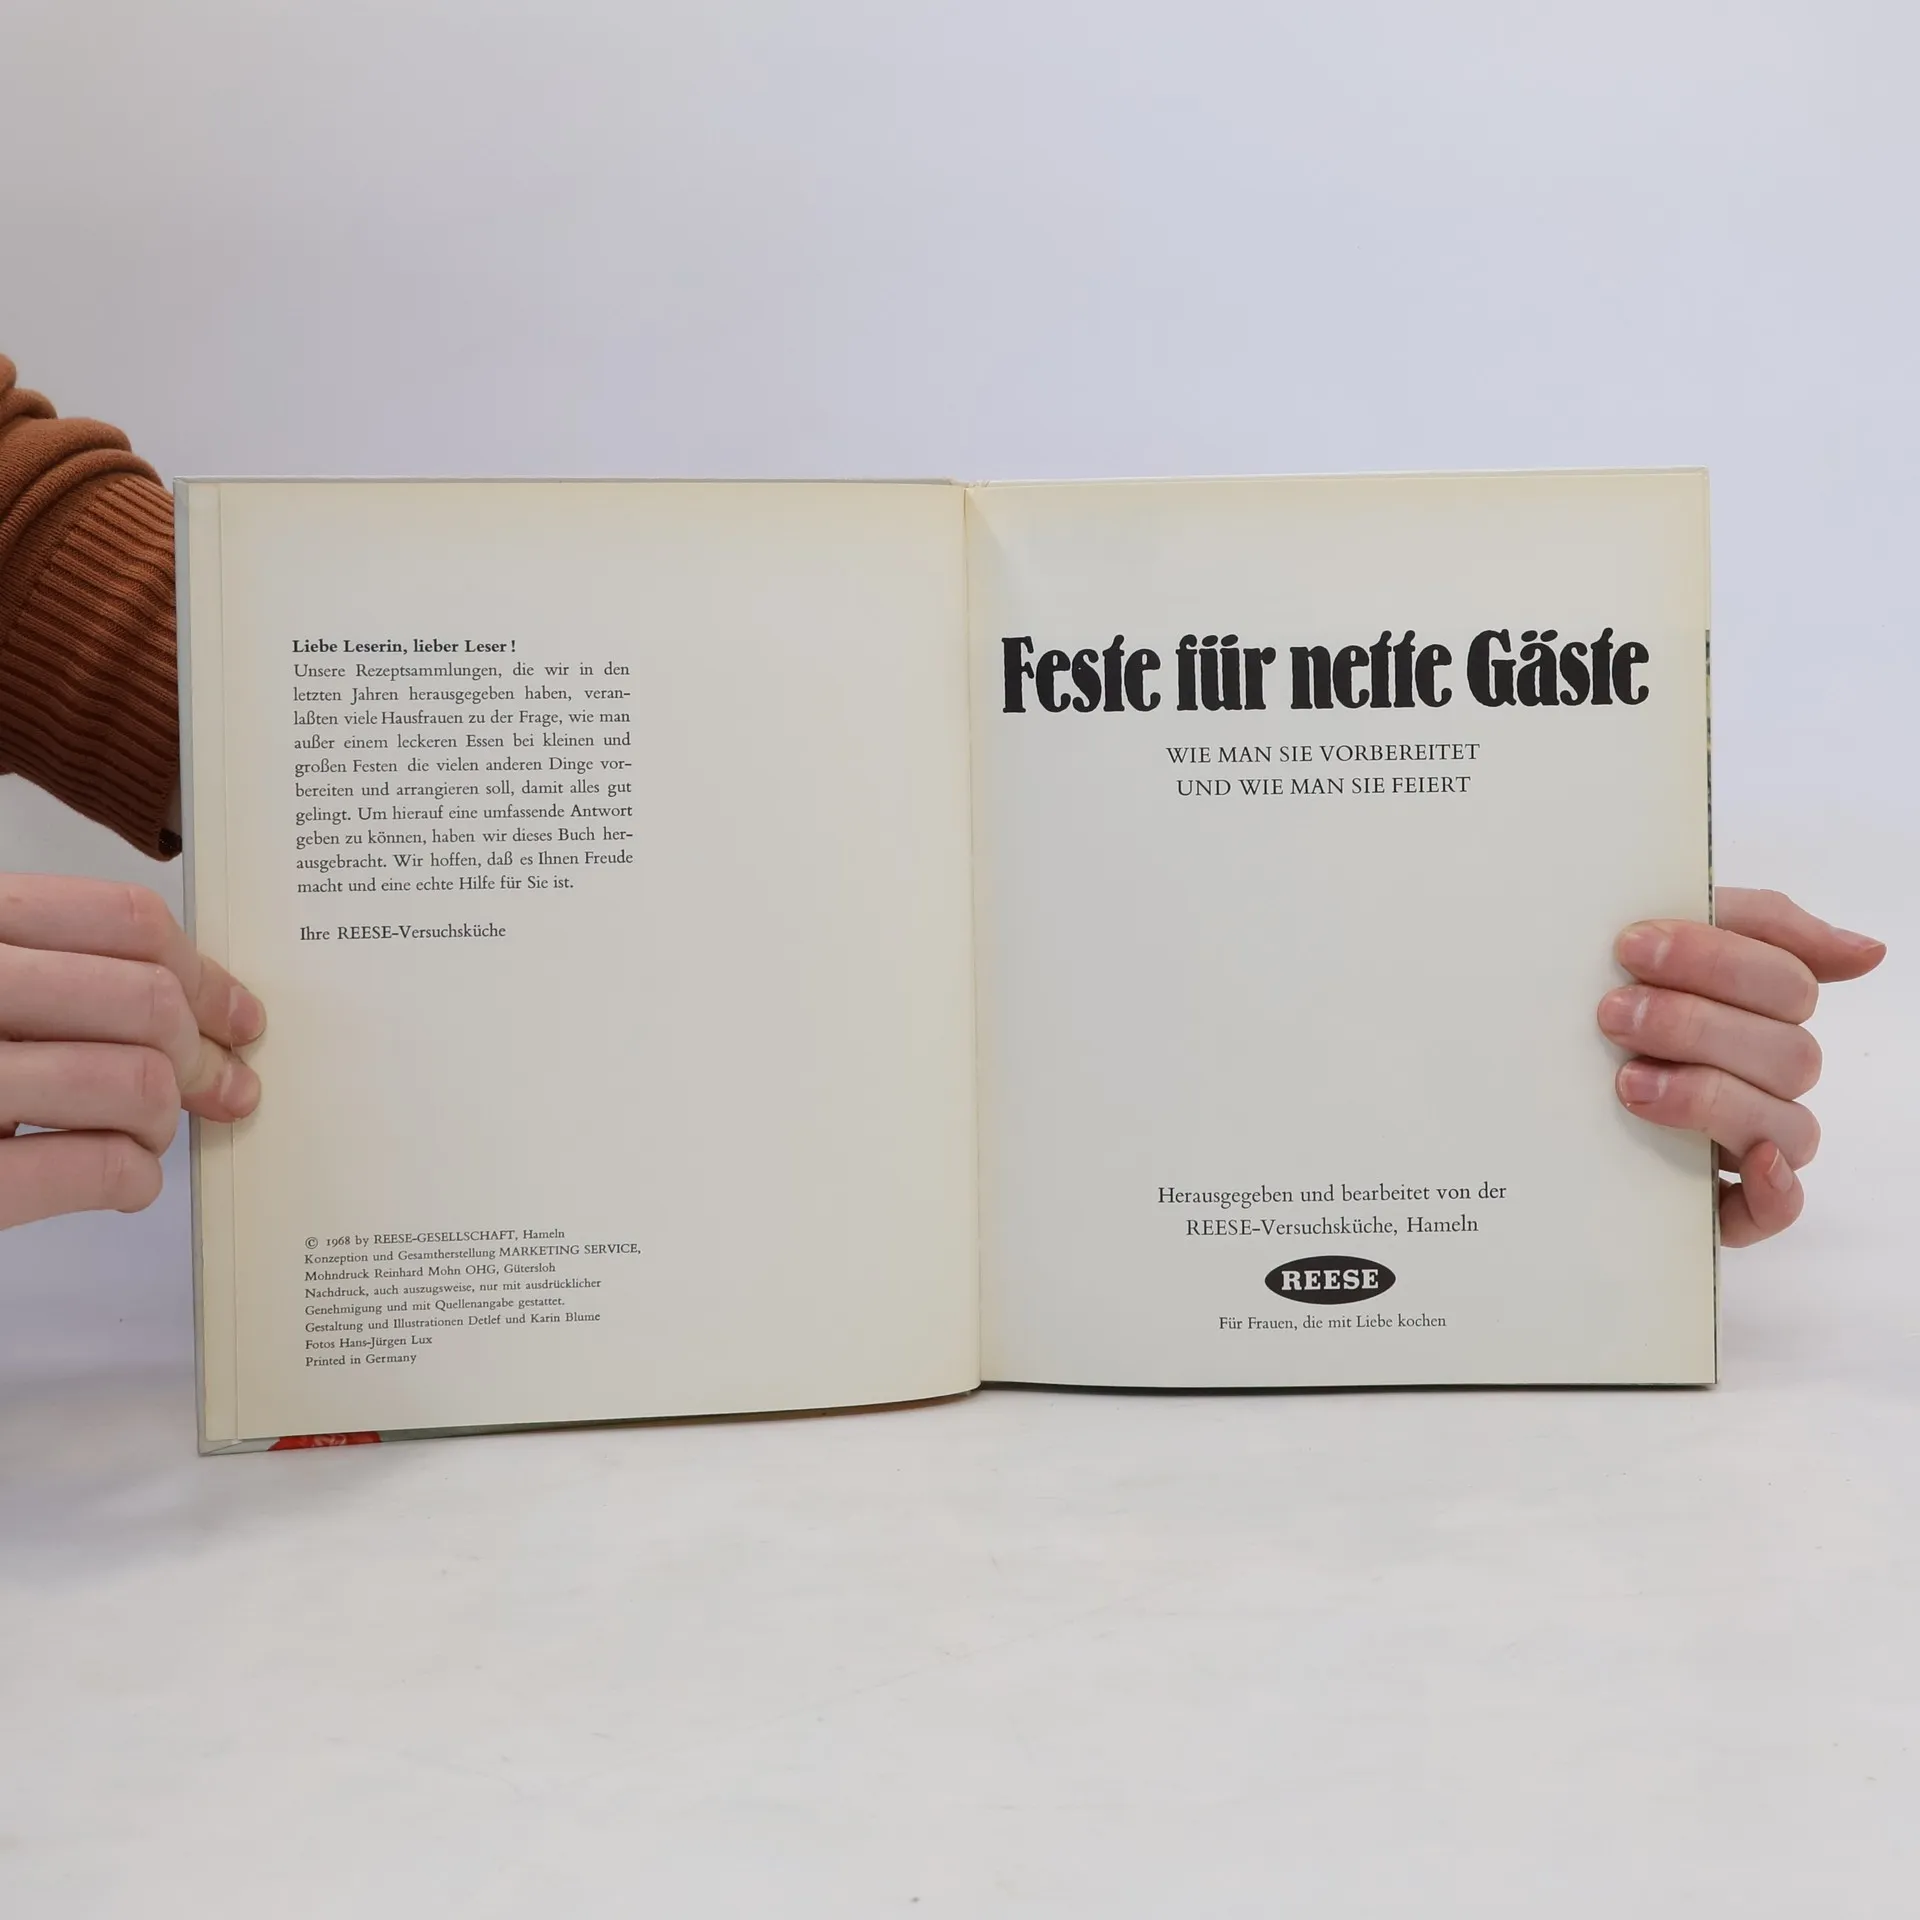 Liebe Leserin, lieber Leser!
Unsere Rezeptsammlungen, die wir in den
letzten Jahren herausgegeben haben, veran-
laßten viele Hausfrauen zu der Frage, wie man
außer einem leckeren Essen bei kleinen und
großen Festen die vielen anderen Dinge vor-
bereiten und arrangieren soll, damit alles gut
gelingt. Um hierauf eine umfassende Antwort
geben zu können, haben wir dieses Buch her-
ausgebracht. Wir hoffen, daß es Ihnen Freude
macht und eine echte Hilfe für Sie ist.
Ihre REESE-Versuchsküche
© 1968 by REESE-GESELLSCHAFT, Hameln
Konzeption und Gesamtherstellung MARKETING SERVICE,
Mohndruck Reinhard Mohn OHG, Gütersloh
Nachdruck, auch auszugsweise, nur mit ausdrücklicher
Genehmigung und mit Quellenangabe gestattet.
Gestaltung und Illustrationen Detlef und Karin Blume
Fotos Hans-Jürgen Lux
Printed in Germany
Feste für nette Gäste
WIE MAN SIE VORBEREITET
UND WIE MAN SIE FEIERT
Herausgegeben und bearbeitet von der
REESE-Versuchsküche, Hameln
REESE
Für Frauen, die mit Liebe kochen